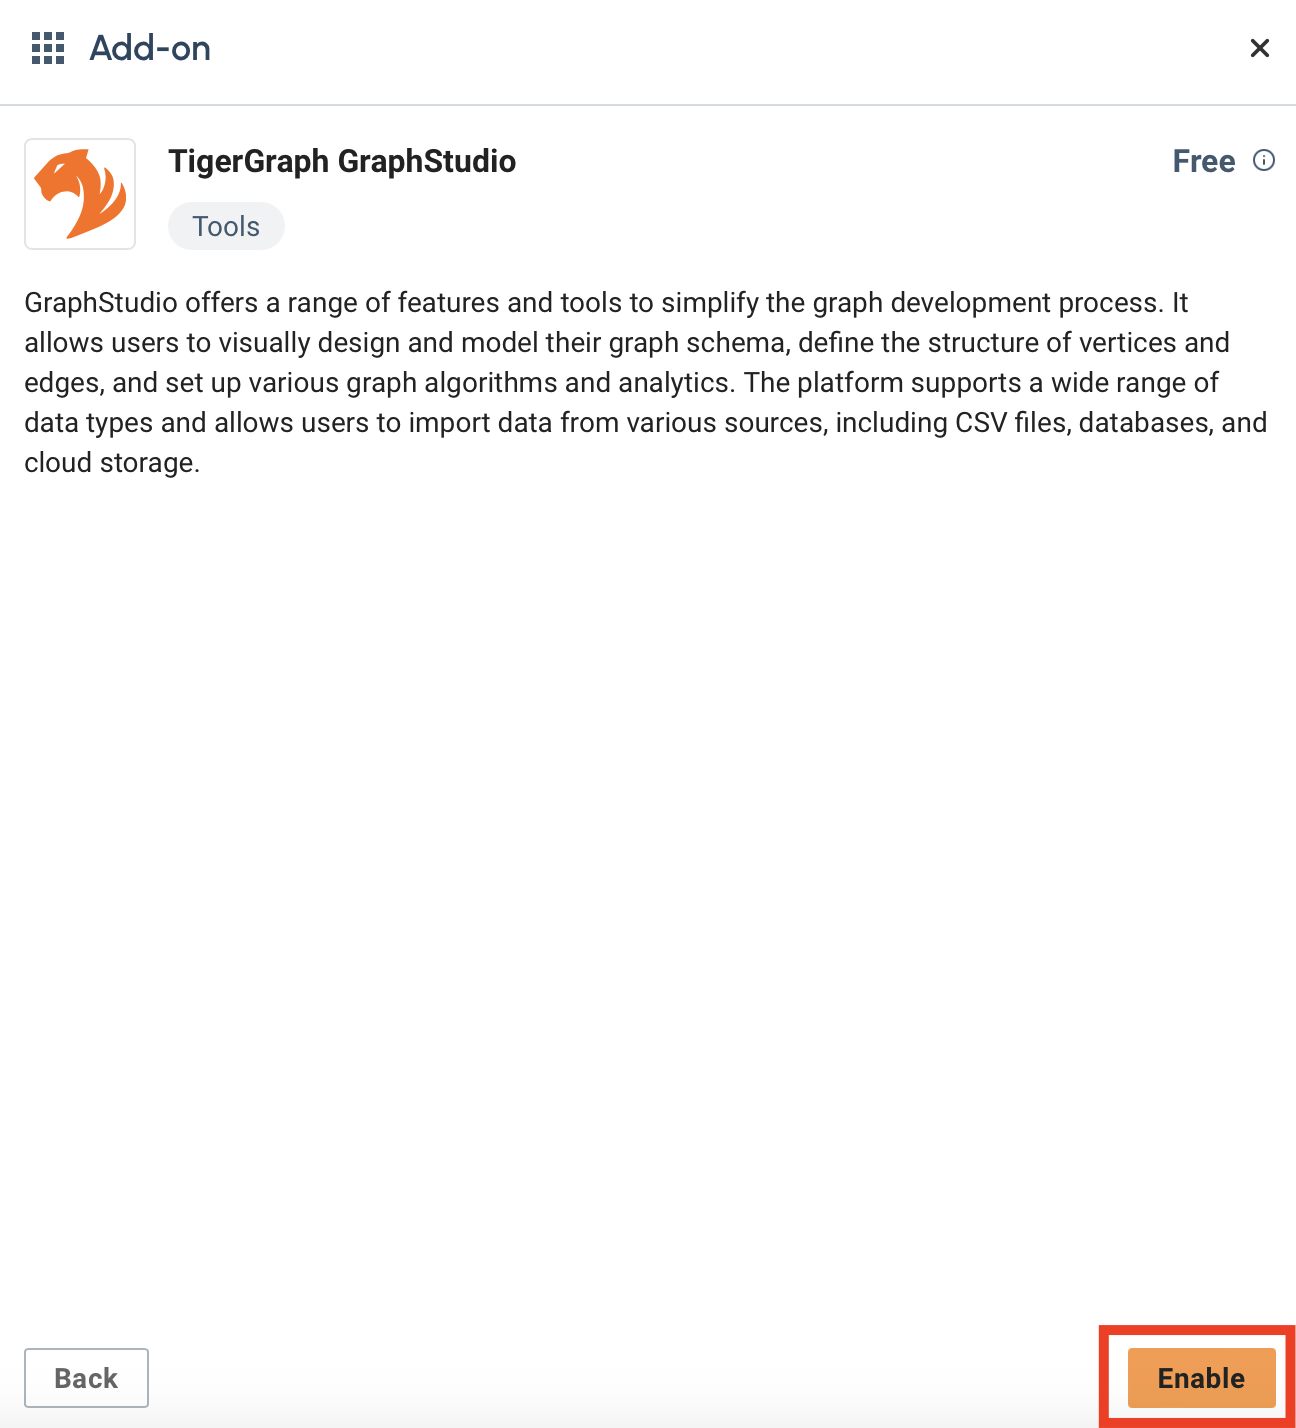 Add-on
TigerGraph GraphStudio
Free
Tools
GraphStudio offers a range of features and tools to simplify the graph development process. It
allows users to visually design and model their graph schema, define the structure of vertices and
edges, and set up various graph algorithms and analytics. The platform supports a wide range of
data types and allows users to import data from various sources, including CSV files, databases, and
cloud storage.
Back
Enable